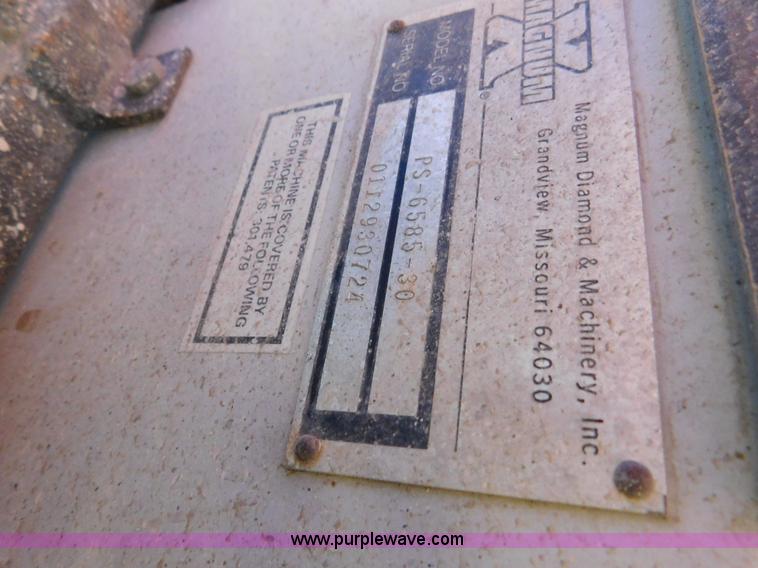 MAGNUM
Magnum Diamond & Machinery, Inc.
Grandview, Missouri 64030
MODEL NO PS-6585-30
SERIAL NO 0112930724
THIS MACHINE IS COVERED BY
ONE OR MORE OF THE FOLLOWING
PATENTS: 301,479
www.purplewave.com